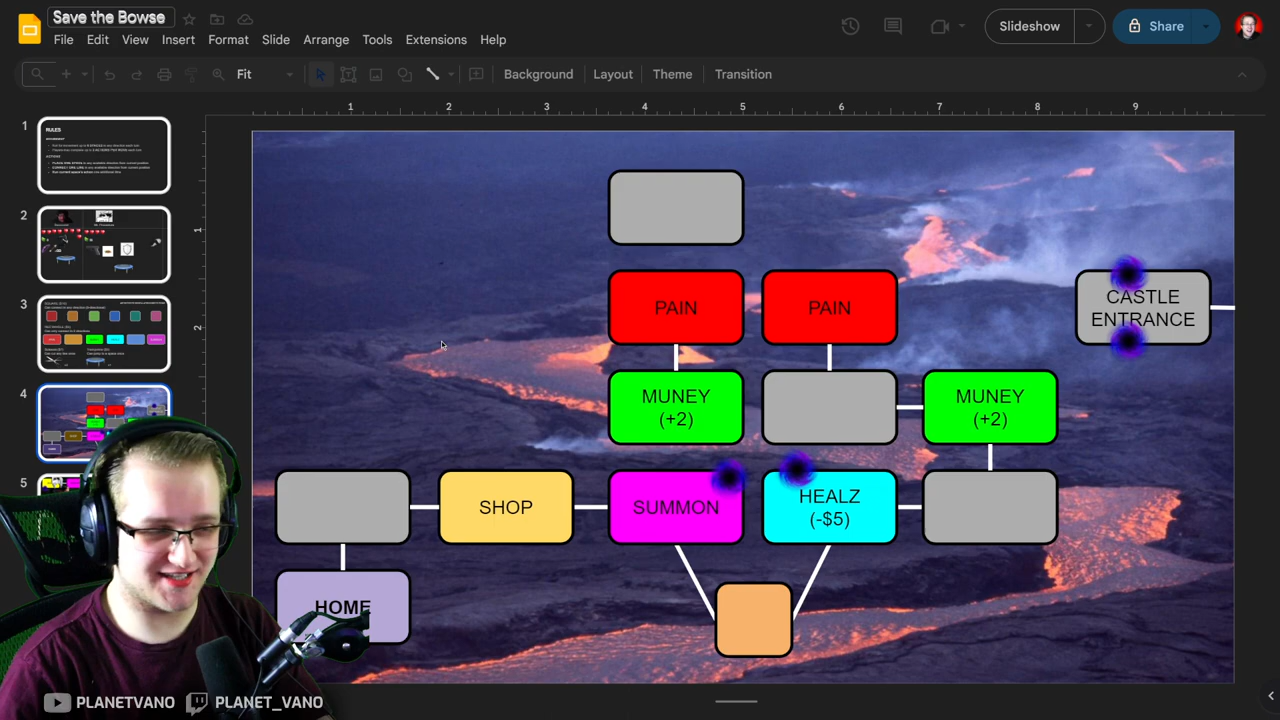 Save the Bowse
File Edit View Insert Format Slide Arrange Tools Extensions Help
Slideshow
Share
Fit
Background Layout Theme Transition
1 2 3 4 5 6 7 8 9
1
RULES
2
3
4
5
1
2
PAIN
PAIN
CASTLE
ENTRANCE
MUNEY
(+2)
MUNEY
(+2)
SHOP
SUMMON
HEALZ
(-$5)
HOME
PLANETVANO PLANET_VANO